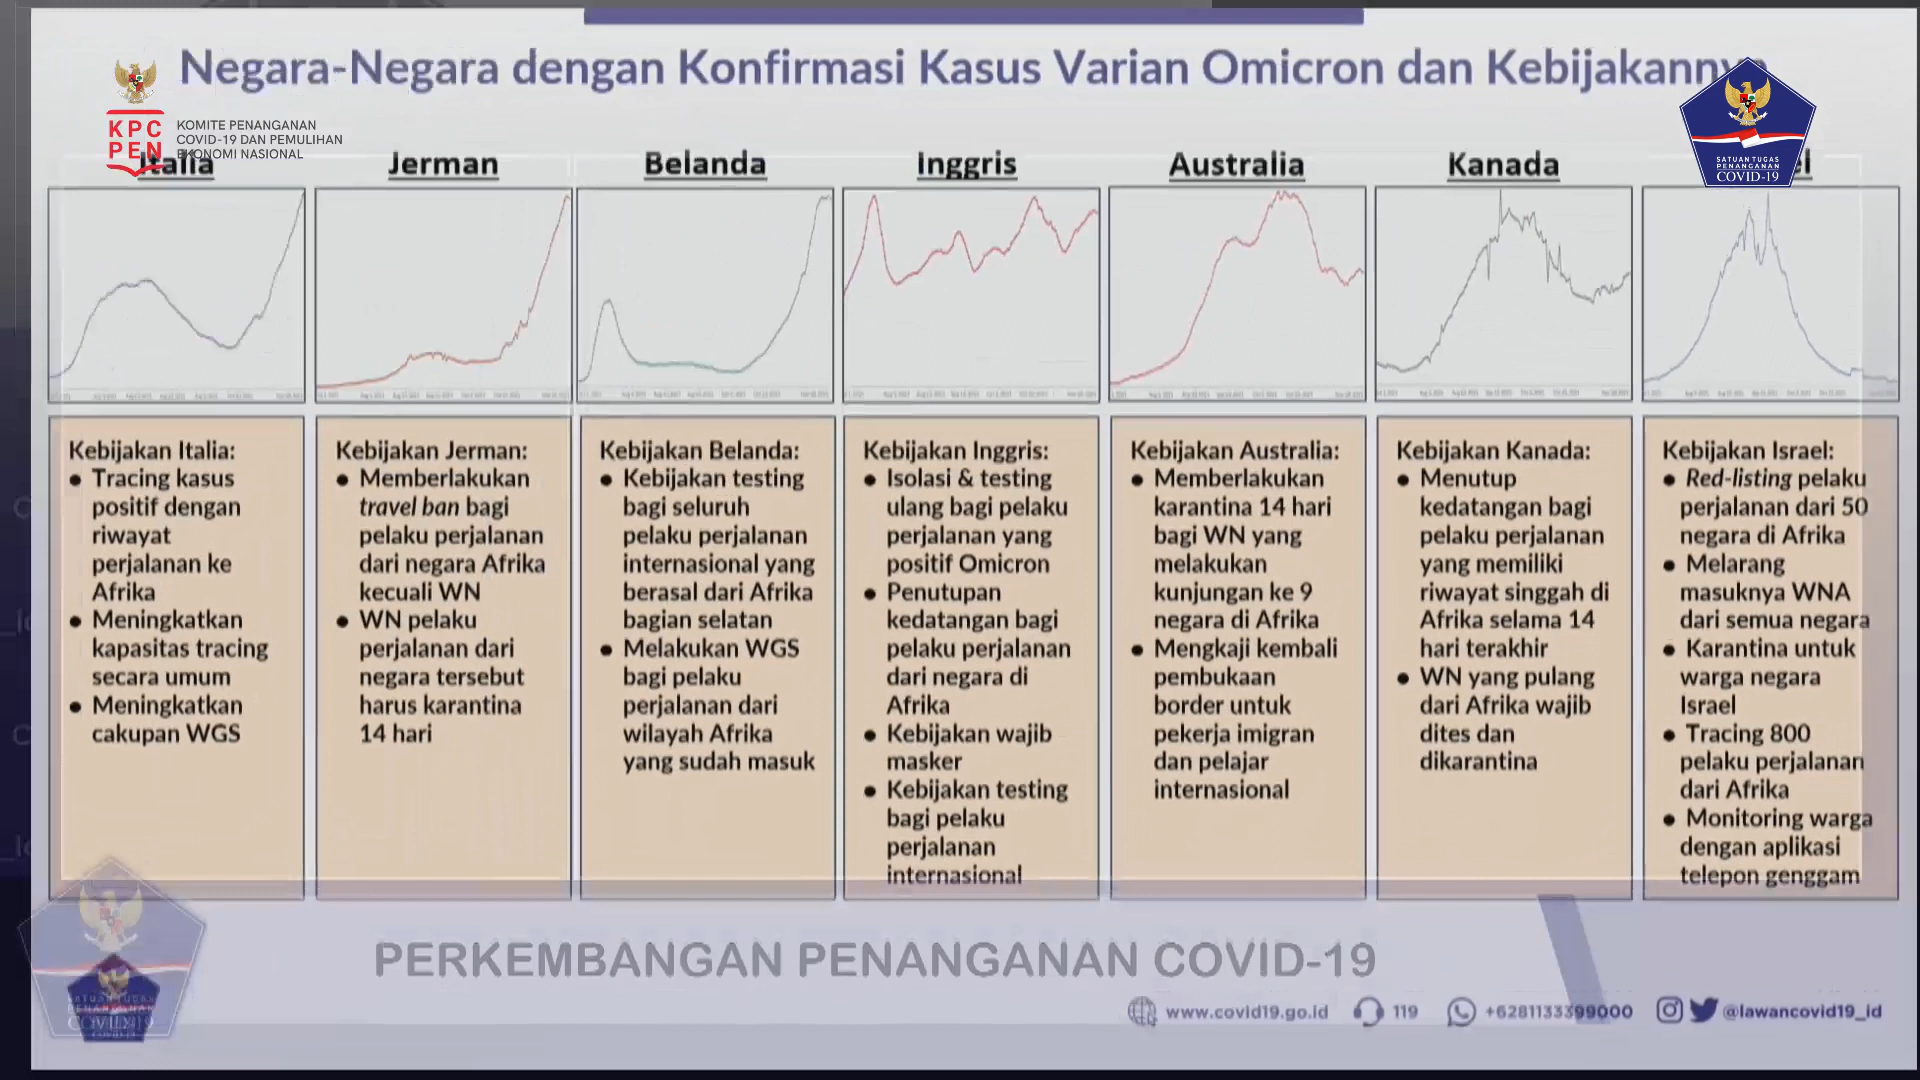 Negara-Negara dengan Konfirmasi Kasus Varian Omicron dan Kebijakannya
KPC
PEN
KOMITE PENANGANAN
COVID-19 DAN PEMULIHAN
EKONOMI NASIONAL
SATUAN TUGAS
PENANGANAN
COVID-19
Italia
Jerman
Belanda
Inggris
Australia
Kanada
Kebijakan Italia:
● Tracing kasus
positif dengan
riwayat
perjalanan ke
Afrika
● Meningkatkan
kapasitas tracing
secara umum
● Meningkatkan
cakupan WGS
Kebijakan Jerman:
● Memberlakukan
travel ban bagi
pelaku perjalanan
dari negara Afrika
kecuali WN
● WN pelaku
perjalanan dari
negara tersebut
harus karantina
14 hari
Kebijakan Belanda:
● Kebijakan testing
bagi seluruh
pelaku perjalanan
internasional yang
berasal dari Afrika
bagian selatan
● Melakukan WGS
bagi pelaku
perjalanan dari
wilayah Afrika
yang sudah masuk
Kebijakan Inggris:
● Isolasi & testing
ulang bagi pelaku
perjalanan yang
positif Omicron
● Penutupan
kedatangan bagi
pelaku perjalanan
dari negara di
Afrika
● Kebijakan wajib
masker
● Kebijakan testing
bagi pelaku
perjalanan
internasional
Kebijakan Australia:
● Memberlakukan
karantina 14 hari
bagi WN yang
melakukan
kunjungan ke 9
negara di Afrika
● Mengkaji kembali
pembukaan
border untuk
pekerja imigran
dan pelajar
internasional
Kebijakan Kanada:
● Menutup
kedatangan bagi
pelaku perjalanan
yang memiliki
riwayat singgah di
Afrika selama 14
hari terakhir
● WN yang pulang
dari Afrika wajib
dites dan
dikarantina
Kebijakan Israel:
● Red-listing pelaku
perjalanan dari 50
negara di Afrika
● Melarang
masuknya WNA
dari semua negara
● Karantina untuk
warga negara
Israel
● Tracing 800
pelaku perjalanan
dari Afrika
● Monitoring warga
dengan aplikasi
telepon genggam
PERKEMBANGAN PENANGANAN COVID-19
www.covid19.go.id
119
+6281133399000
@lawancovid19_id